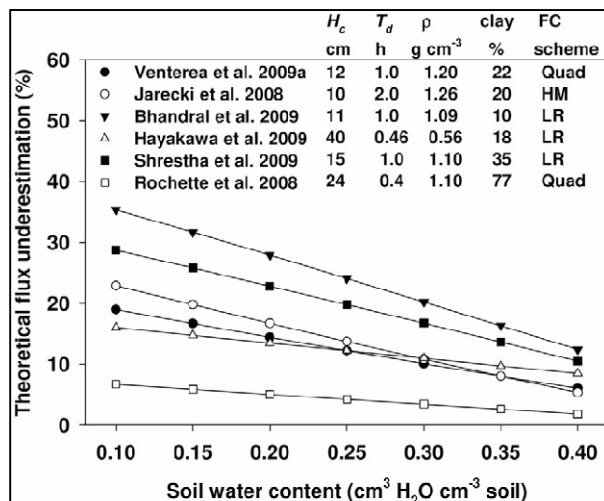 H_c T_d ρ clay FC
cm h g cm⁻³ % scheme
Venterea et al. 2009a 12 1.0 1.20 22 Quad
Jarecki et al. 2008 10 2.0 1.26 20 HM
Bhandral et al. 2009 11 1.0 1.09 10 LR
Hayakawa et al. 2009 40 0.46 0.56 18 LR
Shrestha et al. 2009 15 1.0 1.10 35 LR
Rochette et al. 2008 24 0.4 1.10 77 Quad
Theoretical flux underestimation (%)
60
50
40
30
20
10
0
0.10 0.15 0.20 0.25 0.30 0.35 0.40
Soil water content (cm³ H₂O cm⁻³ soil)